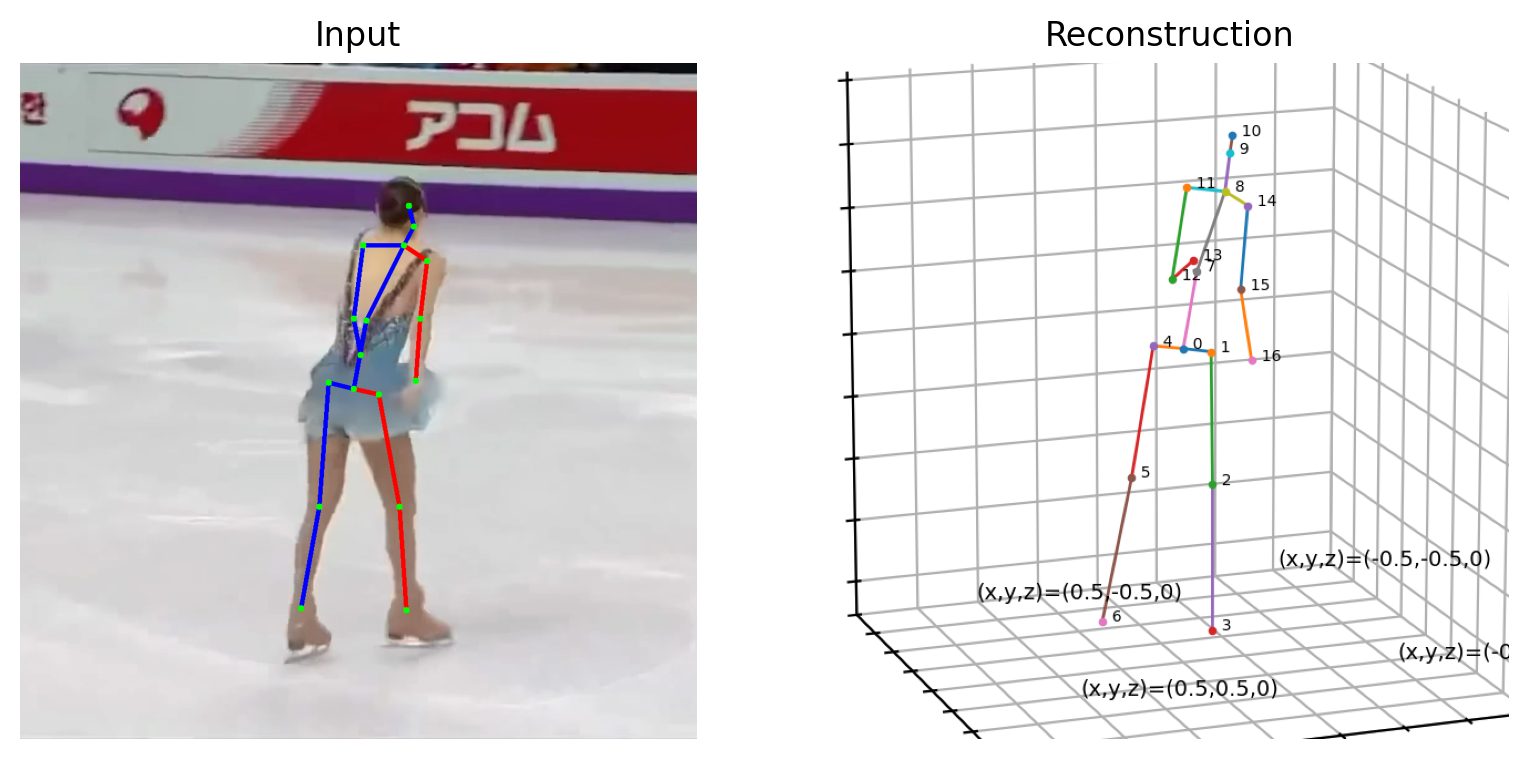 Input
Reconstruction
アコム
10
9
11
8
14
13
7
12
15
4
0
1
16
5
2
(x,y,z)=(-0.5,-0.5,0)
(x,y,z)=(0.5,-0.5,0)
6
3
(x,y,z)=(-0
(x,y,z)=(0.5,0.5,0)